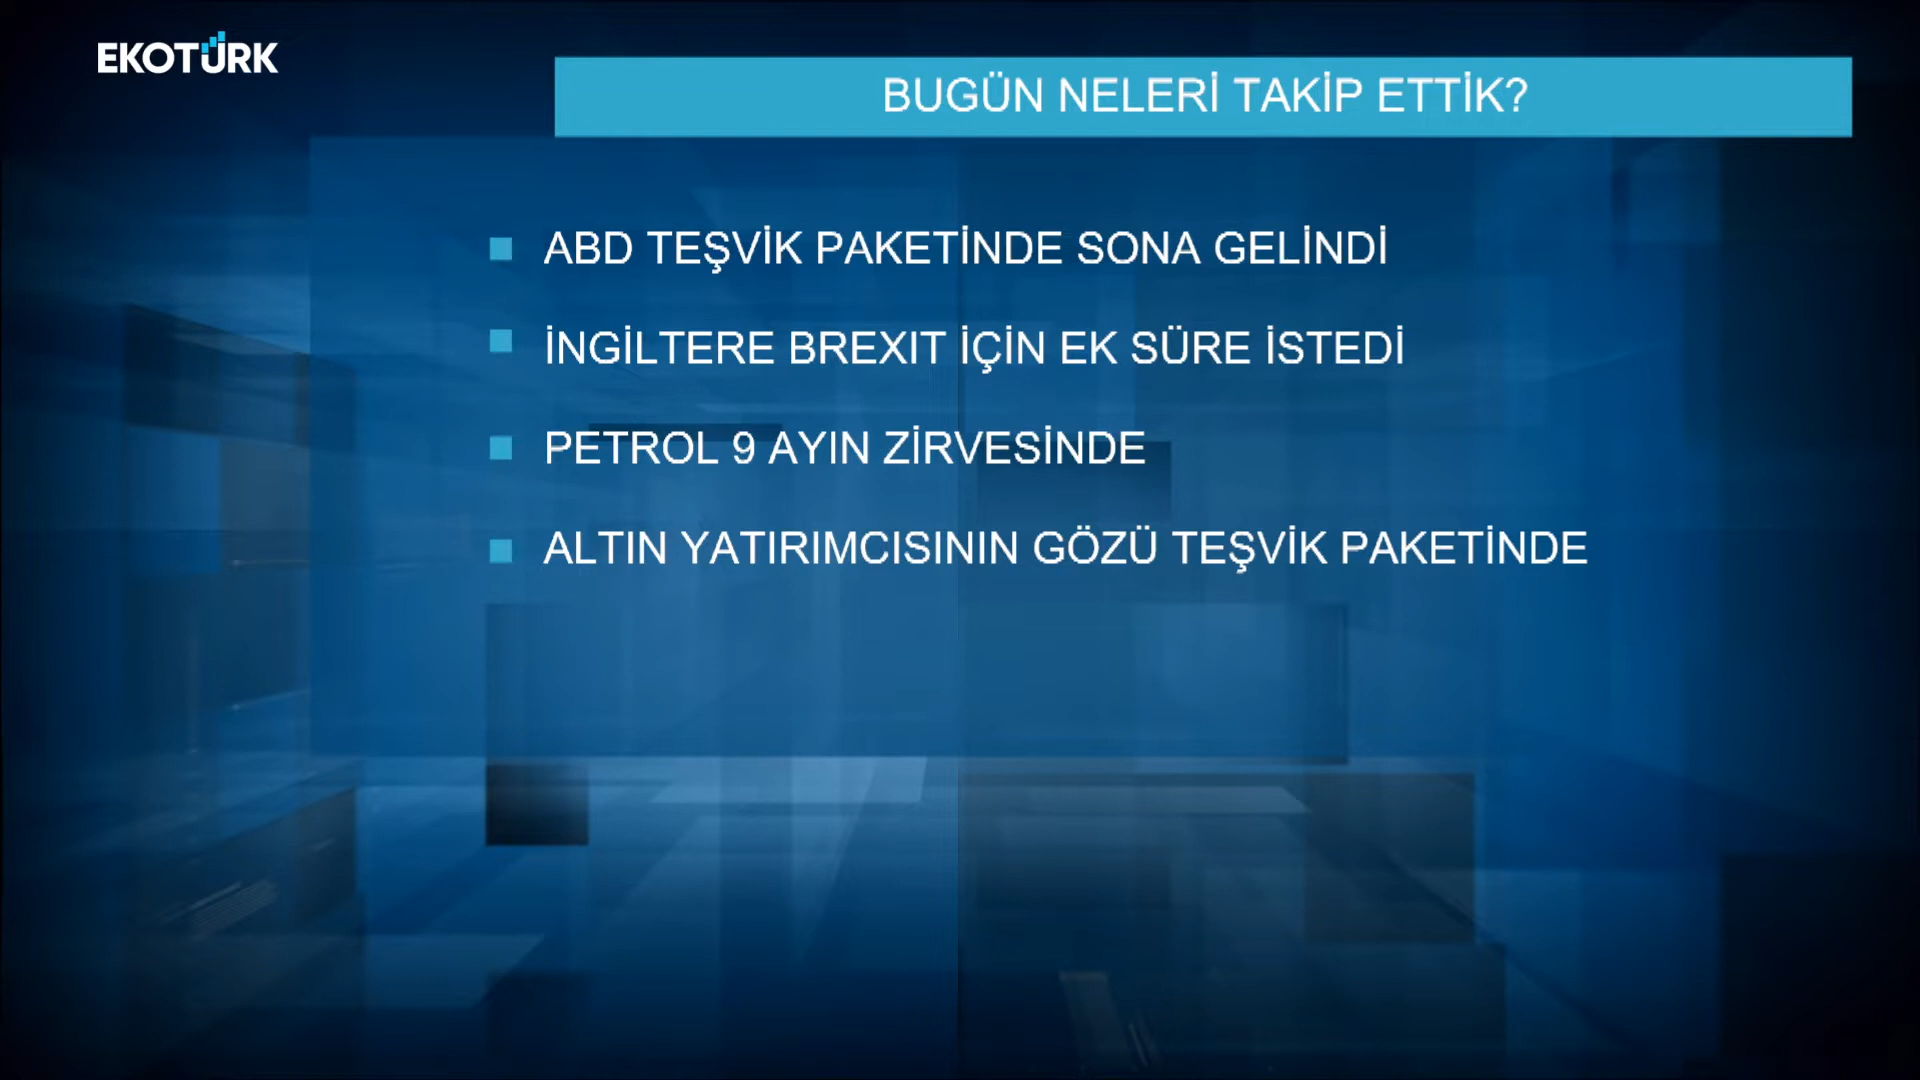 EKOTÜRK
BUGÜN NELERİ TAKİP ETTİK?
ABD TEŞVİK PAKETİNDE SONA GELİNDİ
İNGİLTERE BREXIT İÇİN EK SÜRE İSTEDİ
PETROL 9 AYIN ZİRVESİNDE
ALTIN YATIRIMCISININ GÖZÜ TEŞVİK PAKETİNDE